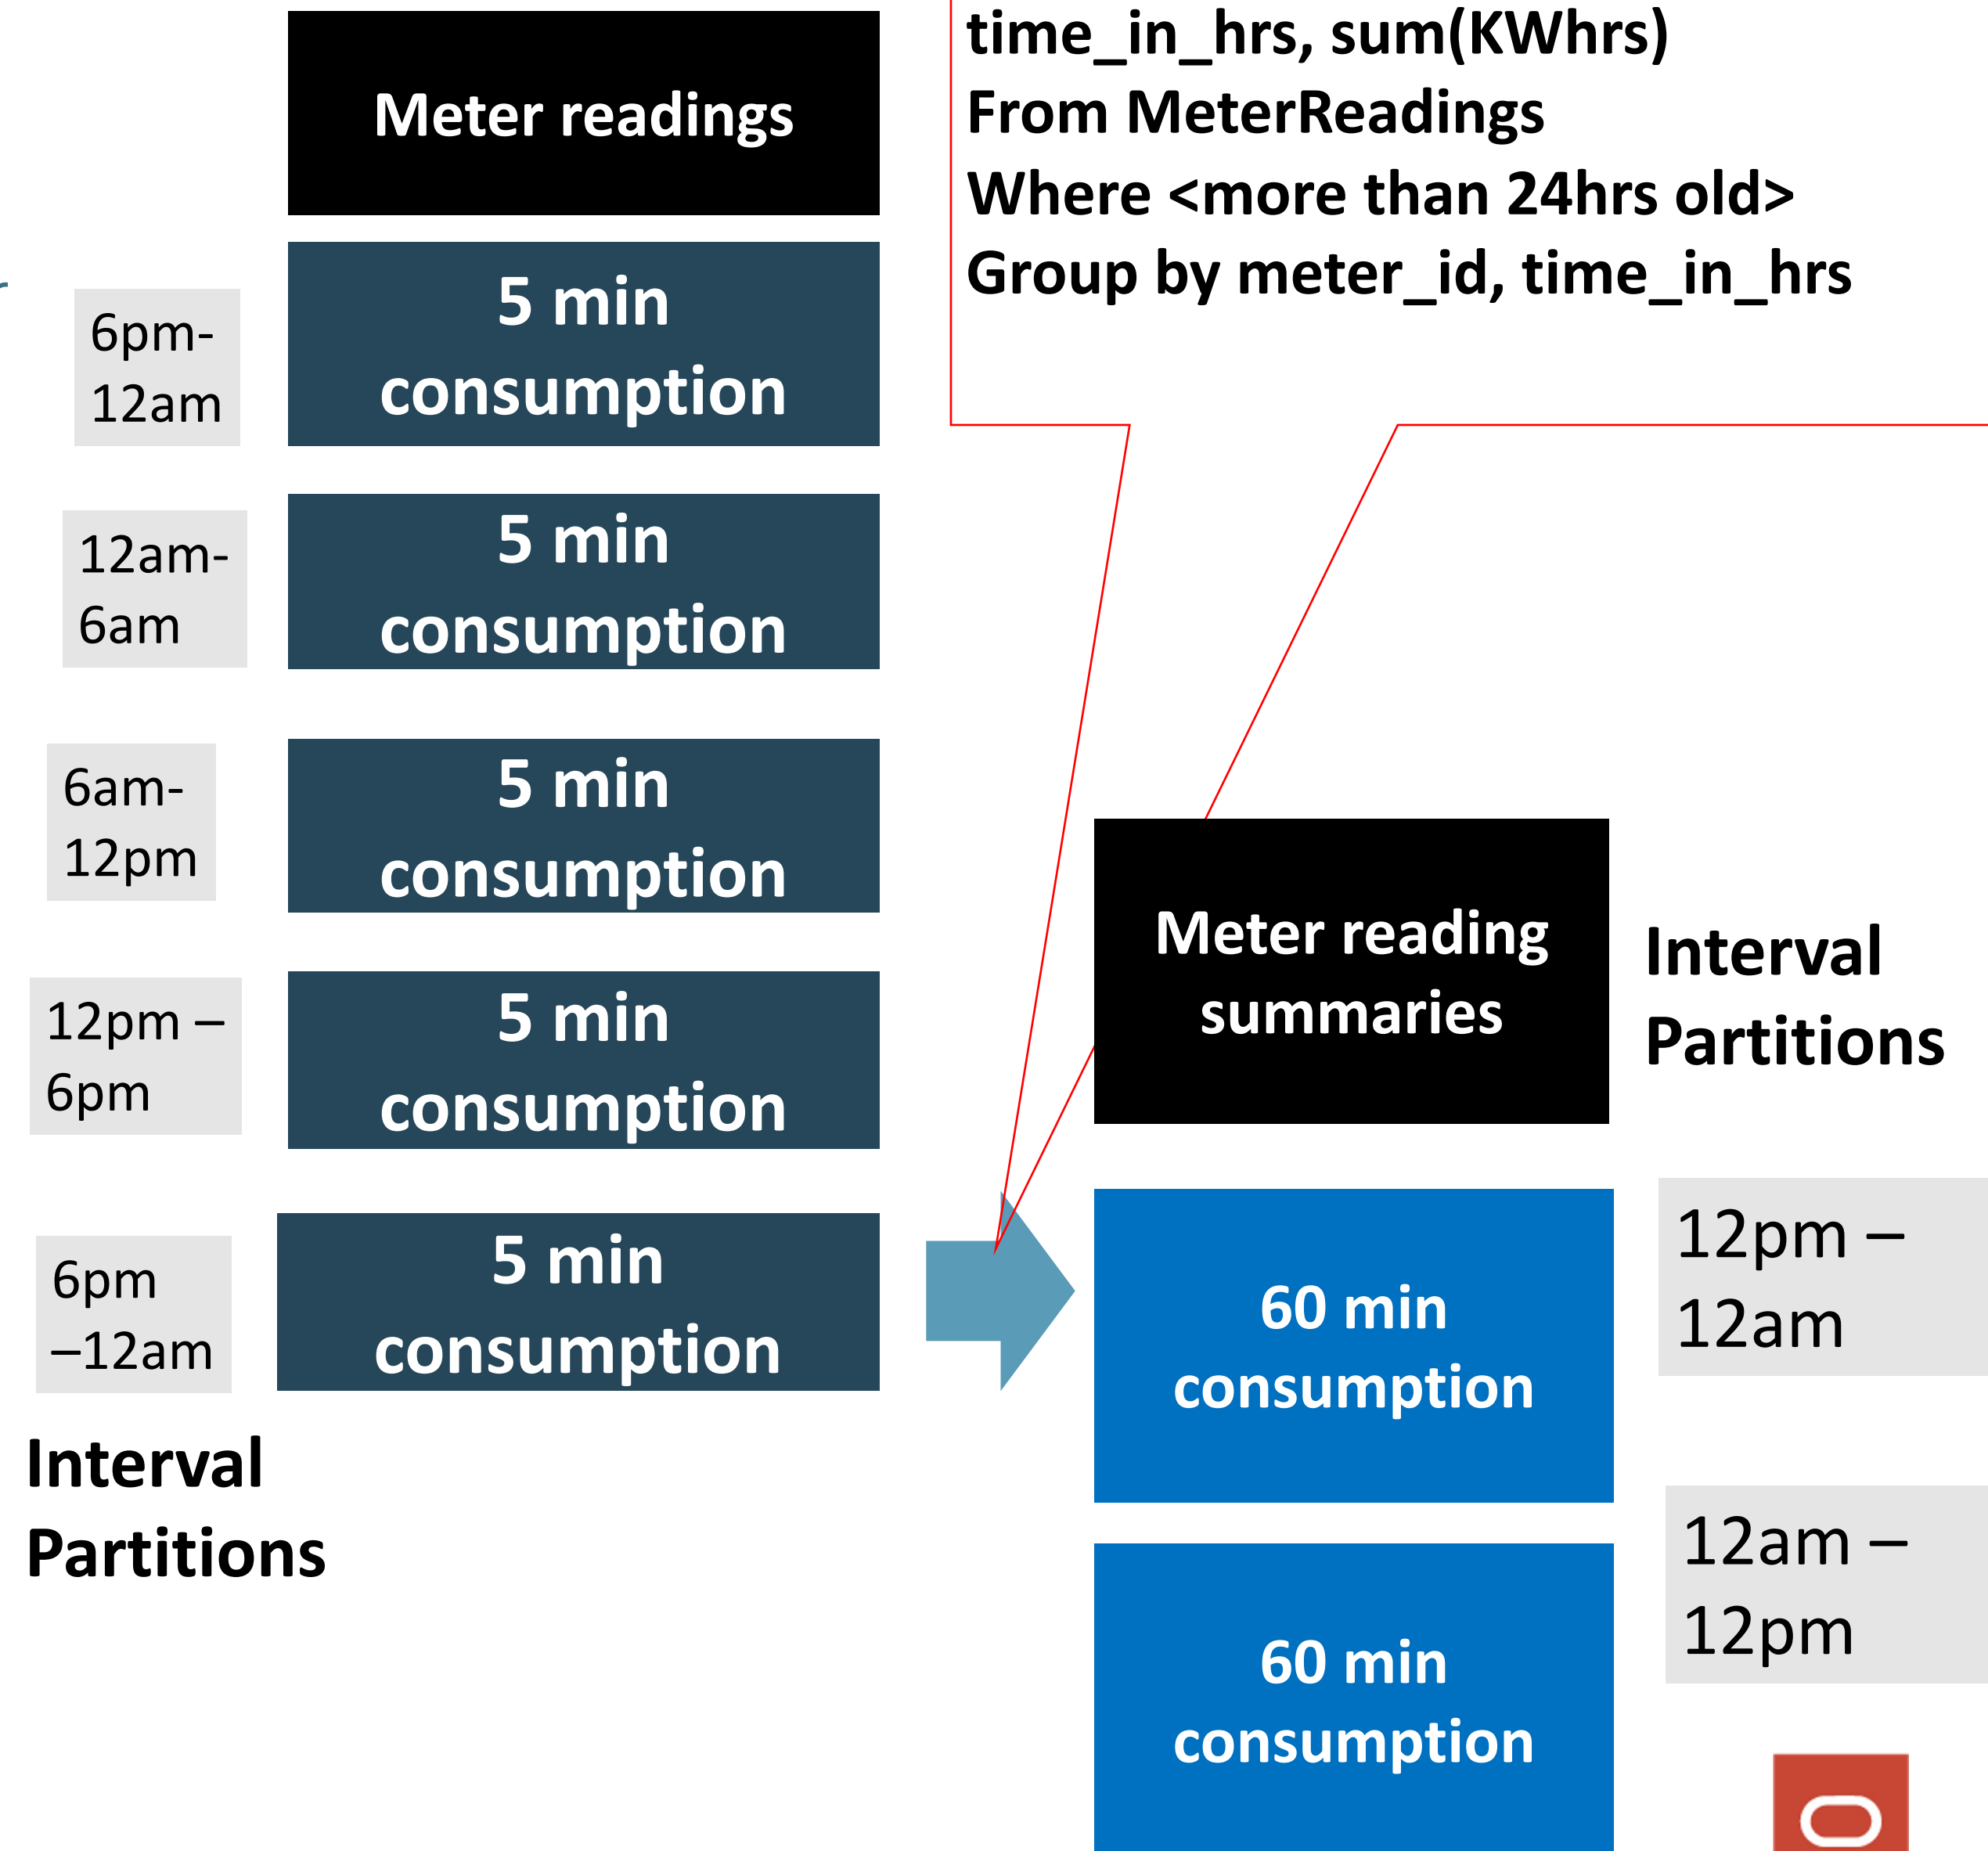 Meter readings
6pm-
12am
5 min
consumption
12am-
6am
5 min
consumption
6am-
12pm
5 min
consumption
12pm –
6pm
5 min
consumption
6pm
–12am
5 min
consumption
Interval
Partitions
time_in_hrs, sum(KWhrs)
From MeterReadings
Where <more than 24hrs old>
Group by meter_id, time_in_hrs
Meter reading
summaries
Interval
Partitions
60 min
consumption
12pm –
12am
60 min
consumption
12am –
12pm